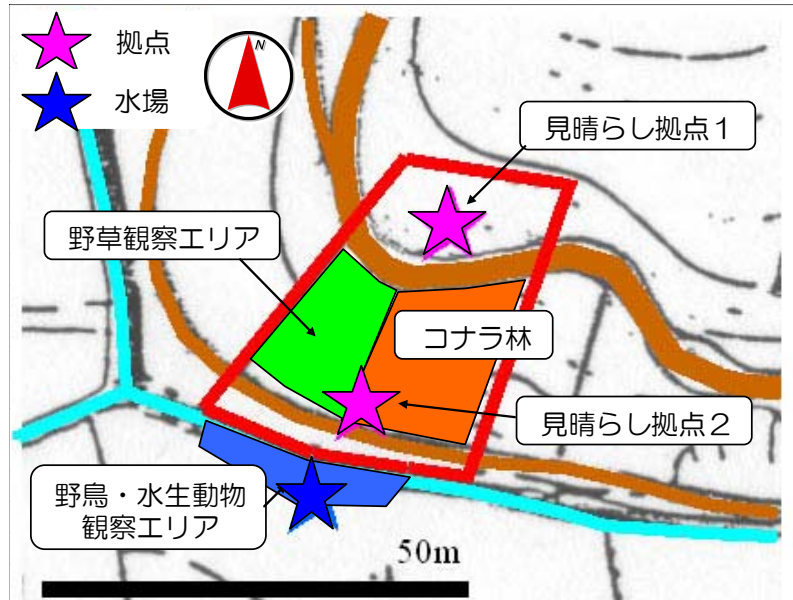 拠点
水場
N
見晴らし拠点1
野草観察エリア
コナラ林
見晴らし拠点2
野鳥・水生動物
観察エリア
50m